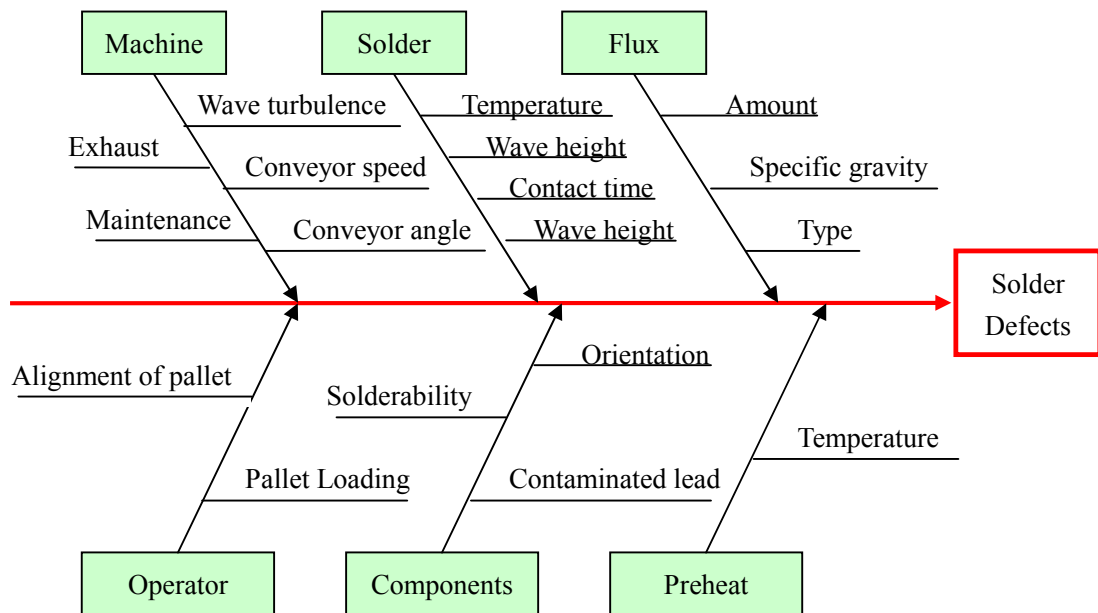 Machine
Solder
Flux
Wave turbulence
Exhaust
Conveyor speed
Maintenance
Conveyor angle
Temperature
Wave height
Contact time
Wave height
Amount
Specific gravity
Type
Solder
Defects
Alignment of pallet
Pallet Loading
Orientation
Solderability
Contaminated lead
Temperature
Operator
Components
Preheat